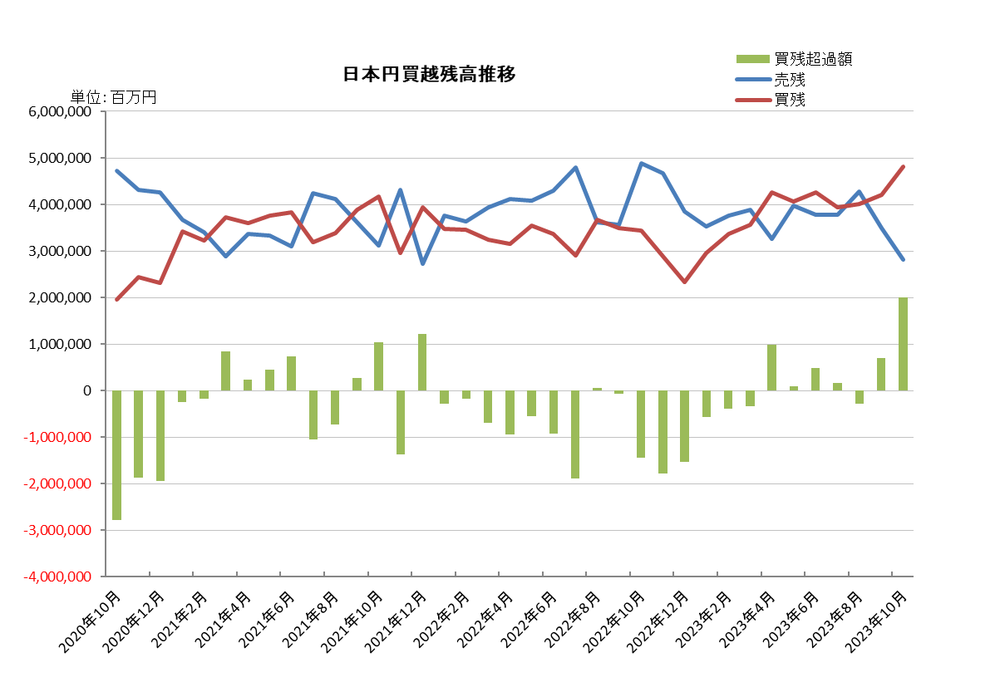 日本円買越残高推移
買残超過額
売残
買残
単位: 百万円
6,000,000
5,000,000
4,000,000
3,000,000
2,000,000
1,000,000
0
-1,000,000
-2,000,000
-3,000,000
-4,000,000
2020年10月
2020年12月
2021年2月
2021年4月
2021年6月
2021年8月
2021年10月
2021年12月
2022年2月
2022年4月
2022年6月
2022年8月
2022年10月
2022年12月
2023年2月
2023年4月
2023年6月
2023年8月
2023年10月